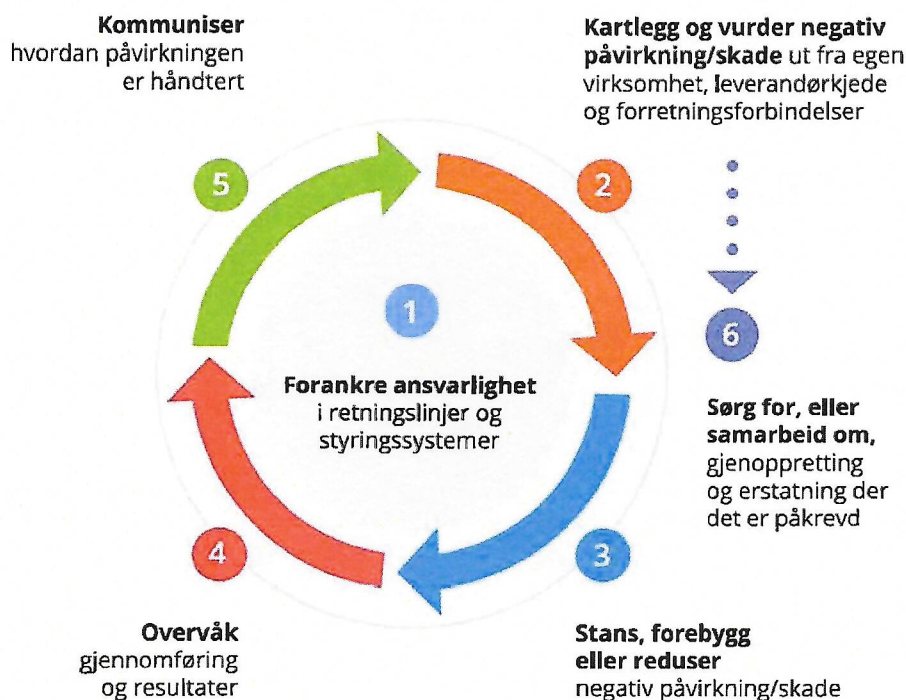 Kommuniser
hvordan påvirkningen
er håndtert
Kartlegg og vurder negativ
påvirkning/skade ut fra egen
virksomhet, leverandørkjede
og forretningsforbindelser
5
2
1
6
Forankre ansvarlighet
i retningslinjer og
styringssystemer
Sørg for, eller
samarbeid om,
gjenoppretting
og erstatning der
det er påkrevd
4
3
Overvåk
gjennomføring
og resultater
Stans, forebygg
eller reduser
negativ påvirkning/skade